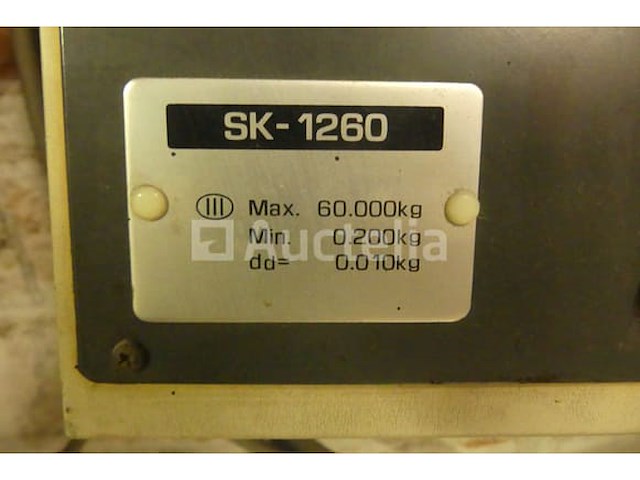 SK-1260
III Max. 60.000kg
Min. 0.200kg
Auctelia
dd= 0.010kg